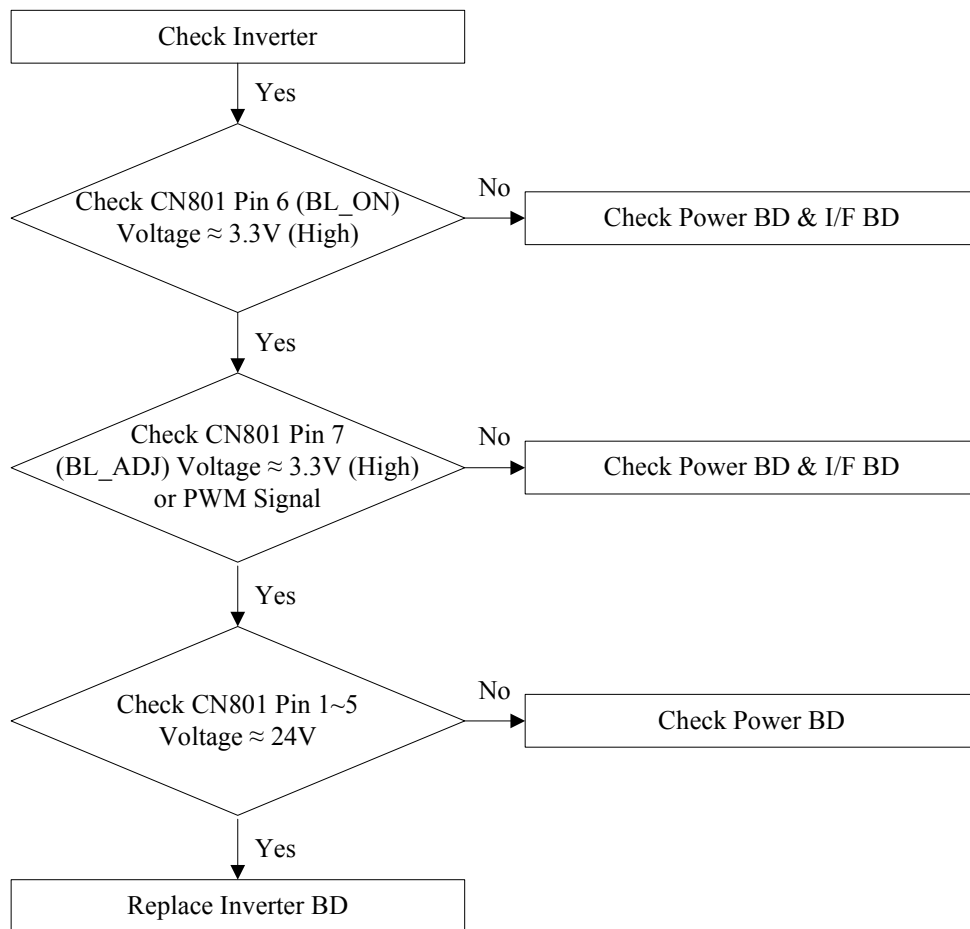 Check Inverter
Yes
Check CN801 Pin 6 (BL_ON)
Voltage ≈ 3.3V (High)
No
Check Power BD & I/F BD
Yes
Check CN801 Pin 7
(BL_ADJ) Voltage ≈ 3.3V (High)
or PWM Signal
No
Check Power BD & I/F BD
Yes
Check CN801 Pin 1~5
Voltage ≈ 24V
No
Check Power BD
Yes
Replace Inverter BD